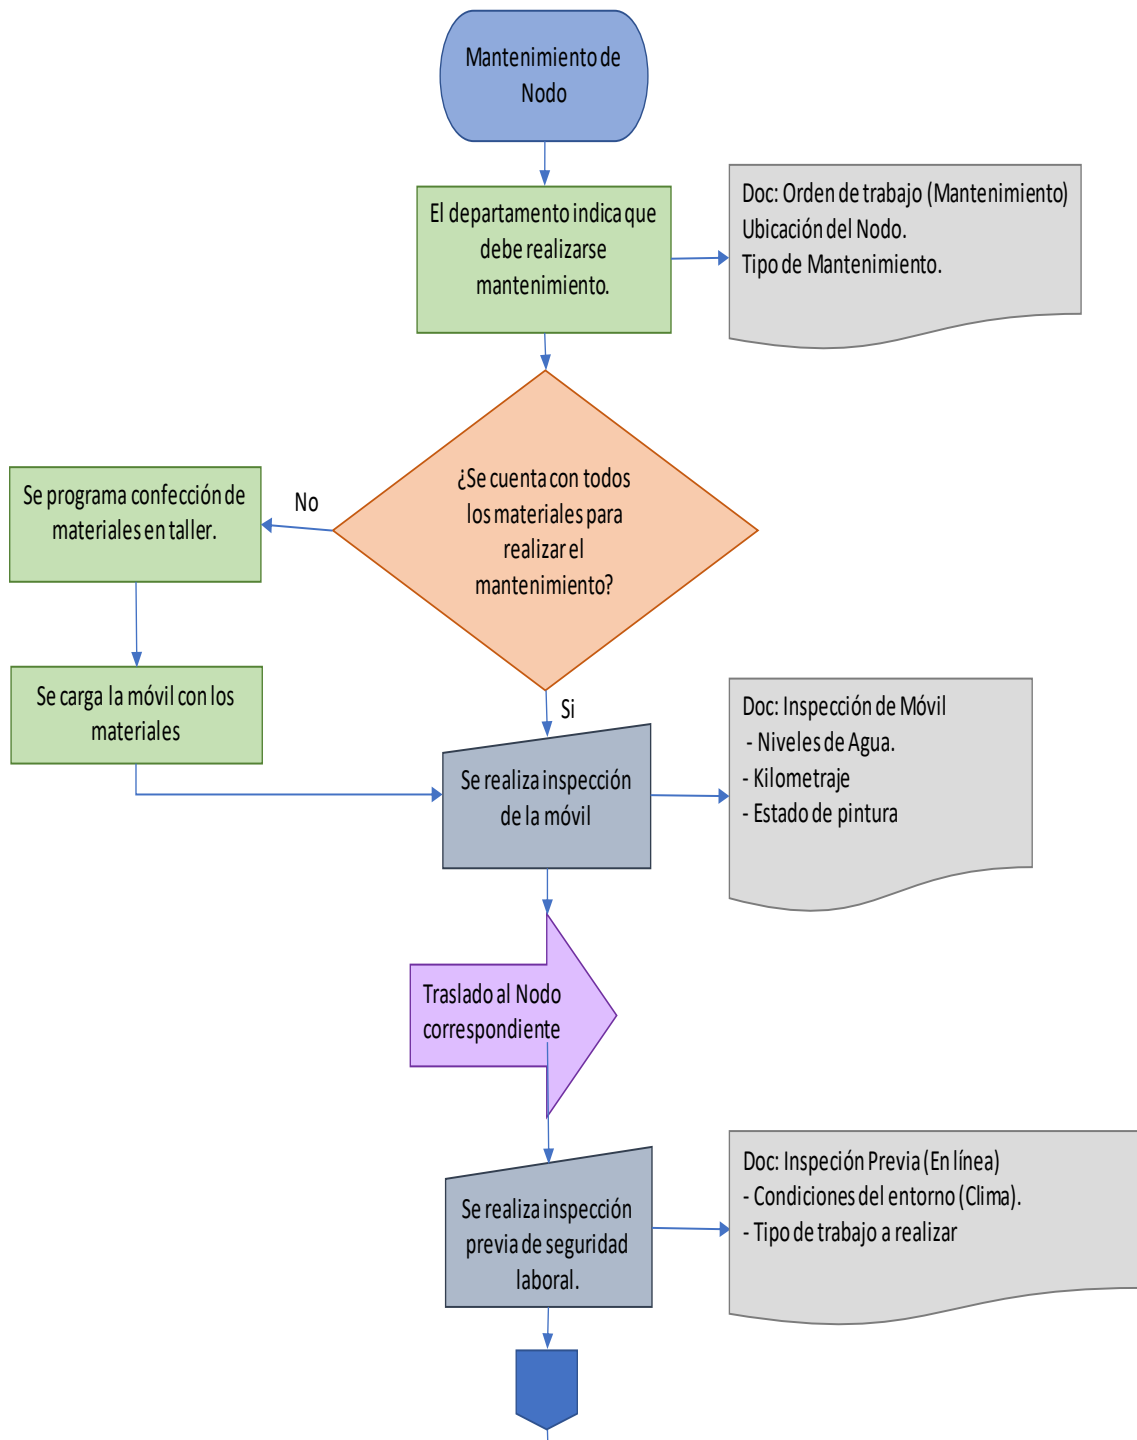 Mantenimiento de
Nodo
El departamento indica que
debe realizarse
mantenimiento.
Doc: Orden de trabajo (Mantenimiento)
Ubicación del Nodo.
Tipo de Mantenimiento.
¿Se cuenta con todos
los materiales para
realizar el
mantenimiento?
No
Se programa confección de
materiales en taller.
Se carga la móvil con los
materiales
Si
Se realiza inspección
de la móvil
Doc: Inspección de Móvil
- Niveles de Agua.
- Kilometraje
- Estado de pintura
Traslado al Nodo
correspondiente
Se realiza inspección
previa de seguridad
laboral.
Doc: Inspeción Previa (En línea)
- Condiciones del entorno (Clima).
- Tipo de trabajo a realizar